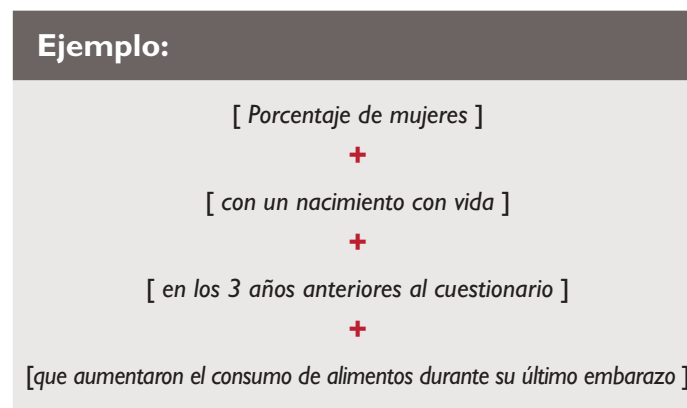 Ejemplo:
[ Porcentaje de mujeres ]
+
[ con un nacimiento con vida ]
+
[ en los 3 años anteriores al cuestionario ]
+
[que aumentaron el consumo de alimentos durante su último embarazo ]